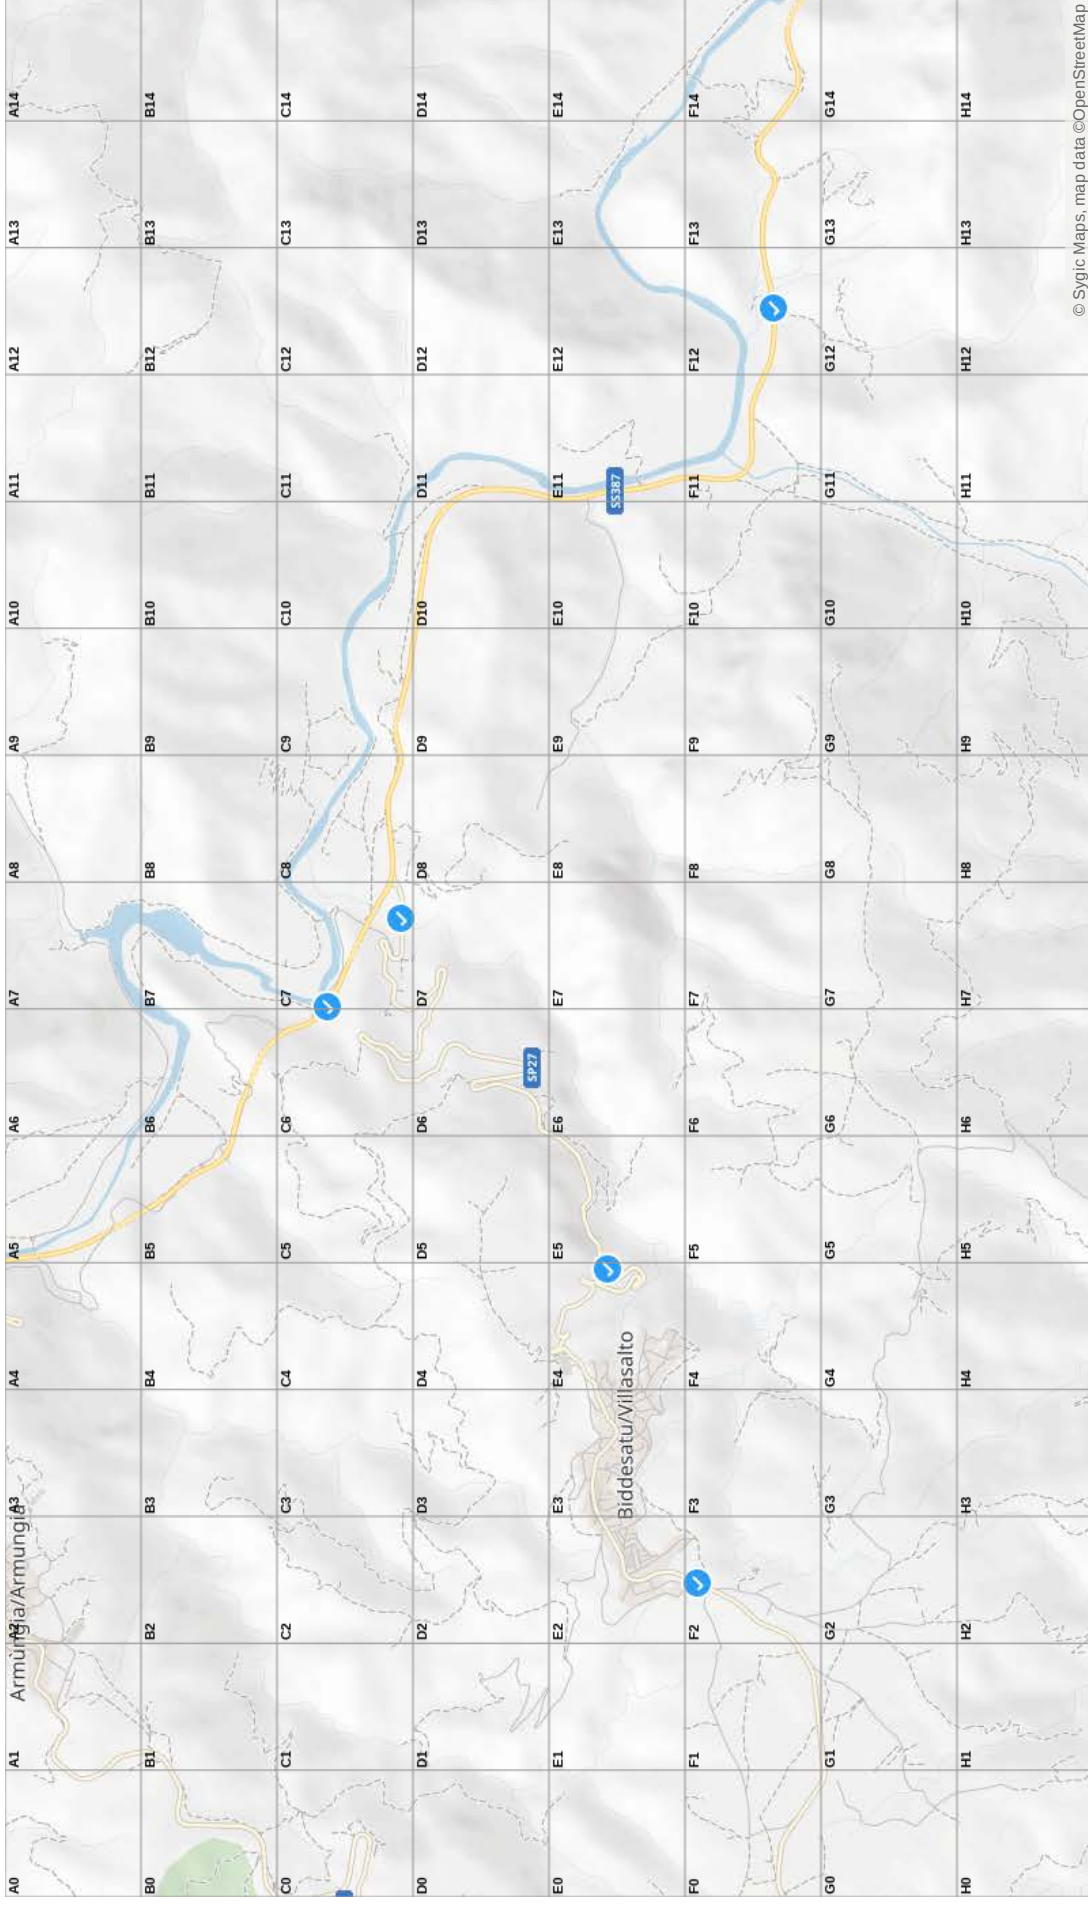 A0 A1 A2 A3 A4 A5 A6 A7 A8 A9 A10 A11 A12 A13 A14
Armùngia/Armungia
B0 B1 B2 B3 B4 B5 B6 B7 B8 B9 B10 B11 B12 B13 B14
C0 C1 C2 C3 C4 C5 C6 C7 C8 C9 C10 C11 C12 C13 C14
D0 D1 D2 D3 D4 D5 D6 D7 D8 D9 D10 D11 D12 D13 D14
SP27
E0 E1 E2 E3 E4 E5 E6 E7 E8 E9 E10 E11 E12 E13 E14
SS387
Biddesatu/Villasalto
F0 F1 F2 F3 F4 F5 F6 F7 F8 F9 F10 F11 F12 F13 F14
G0 G1 G2 G3 G4 G5 G6 G7 G8 G9 G10 G11 G12 G13 G14
H0 H1 H2 H3 H4 H5 H6 H7 H8 H9 H10 H11 H12 H13 H14
© Sygic Maps, map data ©OpenStreetMap